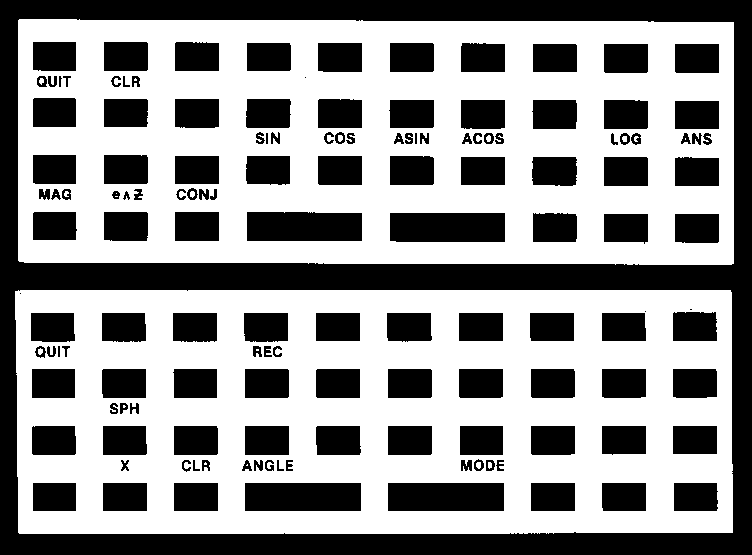 QUIT CLR
SIN COS ASIN ACOS LOG ANS
MAG e∧Z CONJ
QUIT REC
SPH
X CLR ANGLE
MODE